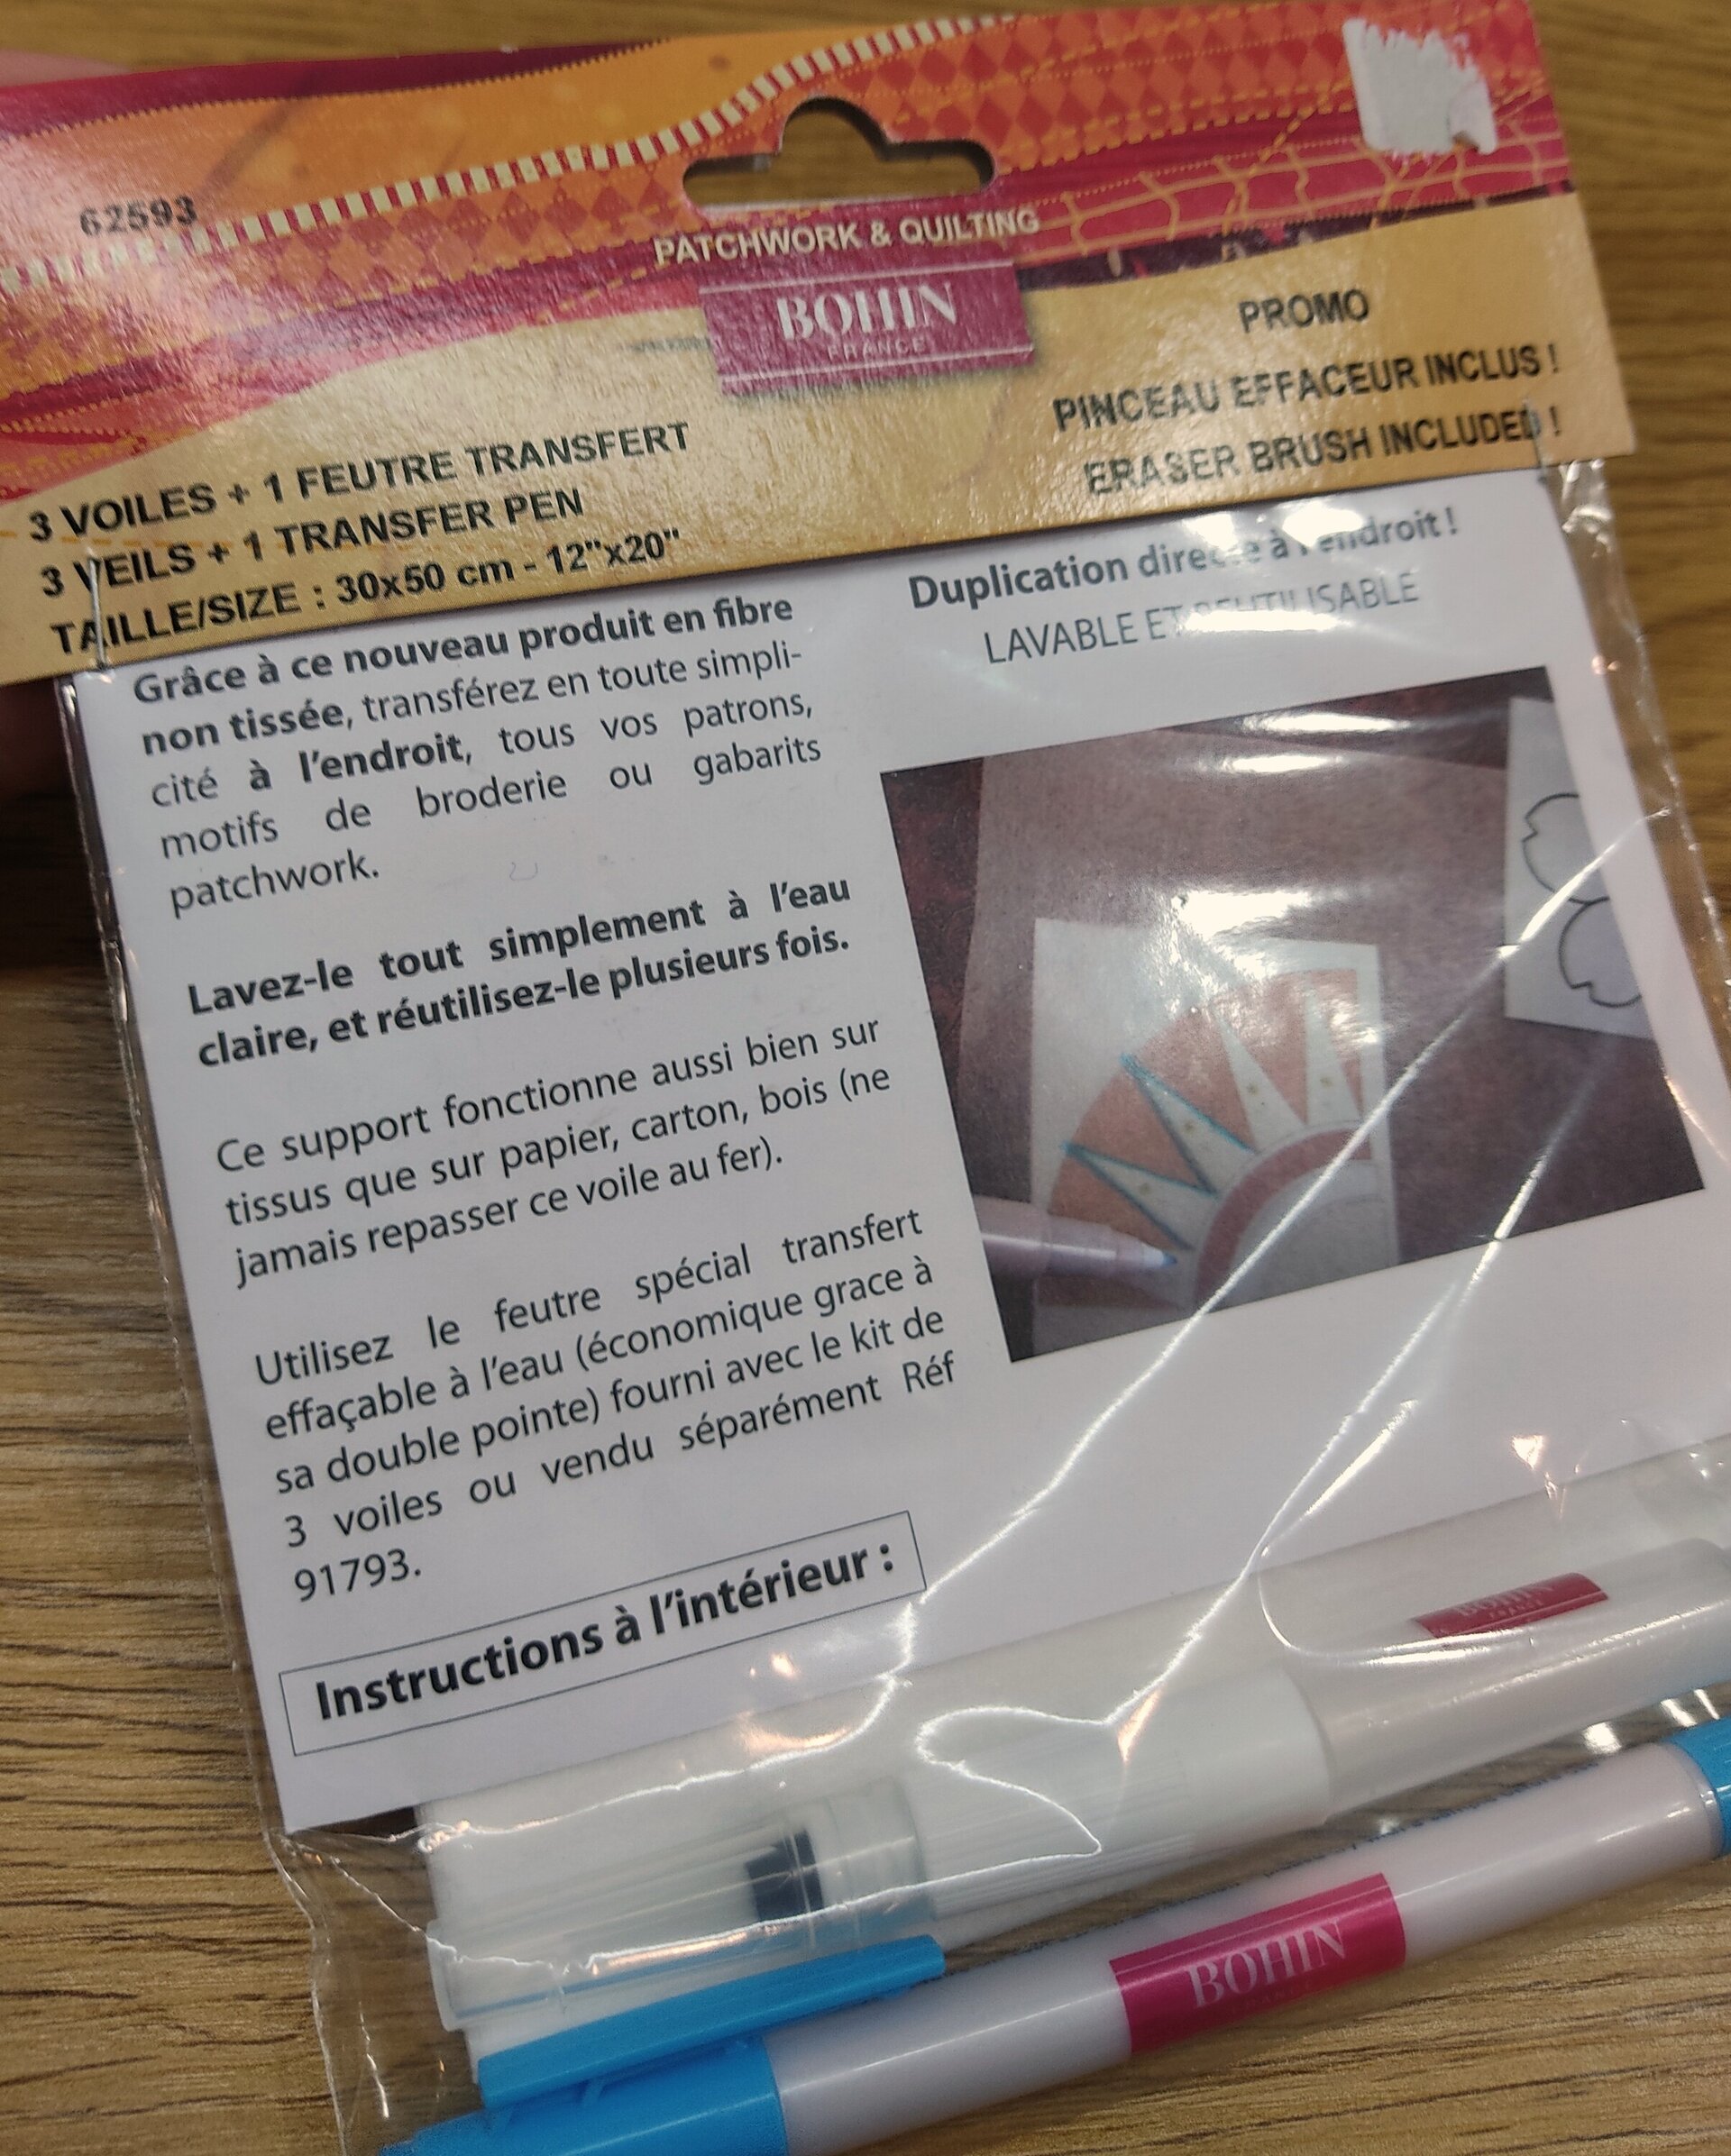 62593
PATCHWORK & QUILTING
BOHIN
FRANCE
PROMO
PINCEAU EFFACEUR INCLUS !
ERASER BRUSH INCLUDED !
3 VOILES + 1 FEUTRE TRANSFERT
3 VEILS + 1 TRANSFER PEN
TAILLE/SIZE : 30x50 cm - 12"x20"
Grâce à ce nouveau produit en fibre
non tissée, transférez en toute simpli-
cité à l'endroit, tous vos patrons,
motifs de broderie ou gabarits
patchwork.
Lavez-le tout simplement à l'eau
claire, et réutilisez-le plusieurs fois.
Ce support fonctionne aussi bien sur
tissus que sur papier, carton, bois (ne
jamais repasser ce voile au fer).
Utilisez le feutre spécial transfert
effaçable à l'eau (économique grace à
sa double pointe) fourni avec le kit de
3 voiles ou vendu séparément Réf
91793.
Instructions à l'intérieur :
Duplication directe à l'endroit !
LAVABLE ET RÉUTILISABLE
BOHIN
FRANCE
BOHIN
FRANCE